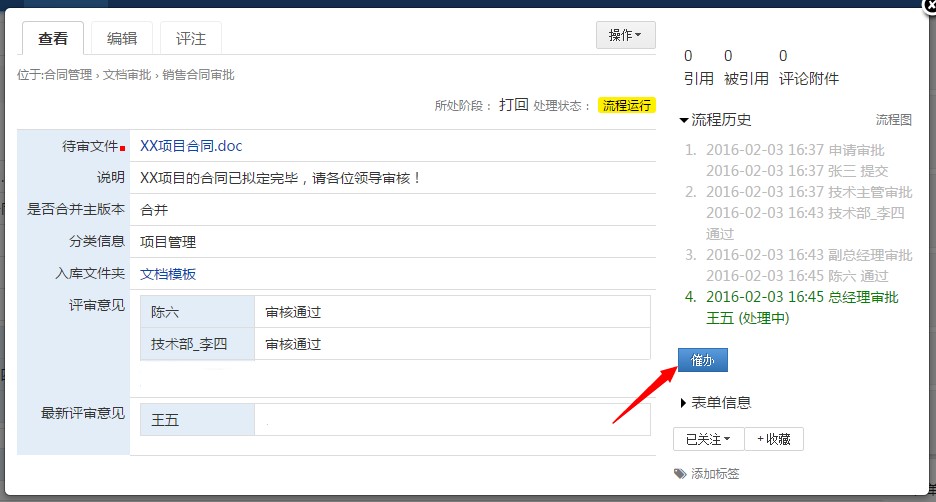 查看 编辑 评注 操作
位于:合同管理 › 文档审批 › 销售合同审批
所处阶段： 打回 处理状态： 流程运行
待审文件 XX项目合同.doc
说明 XX项目的合同已拟定完毕，请各位领导审核！
是否合并主版本 合并
分类信息 项目管理
入库文件夹 文档模板
评审意见 陈六 审核通过
技术部_李四 审核通过
最新评审意见 王五
0 0 0
引用 被引用 评论附件
流程历史 流程图
1. 2016-02-03 16:37 申请审批
2016-02-03 16:37 张三 提交
2. 2016-02-03 16:37 技术主管审批
2016-02-03 16:43 技术部_李四
通过
3. 2016-02-03 16:43 副总经理审批
2016-02-03 16:45 陈六 通过
4. 2016-02-03 16:45 总经理审批
王五 (处理中)
催办
表单信息
已关注 +收藏
添加标签